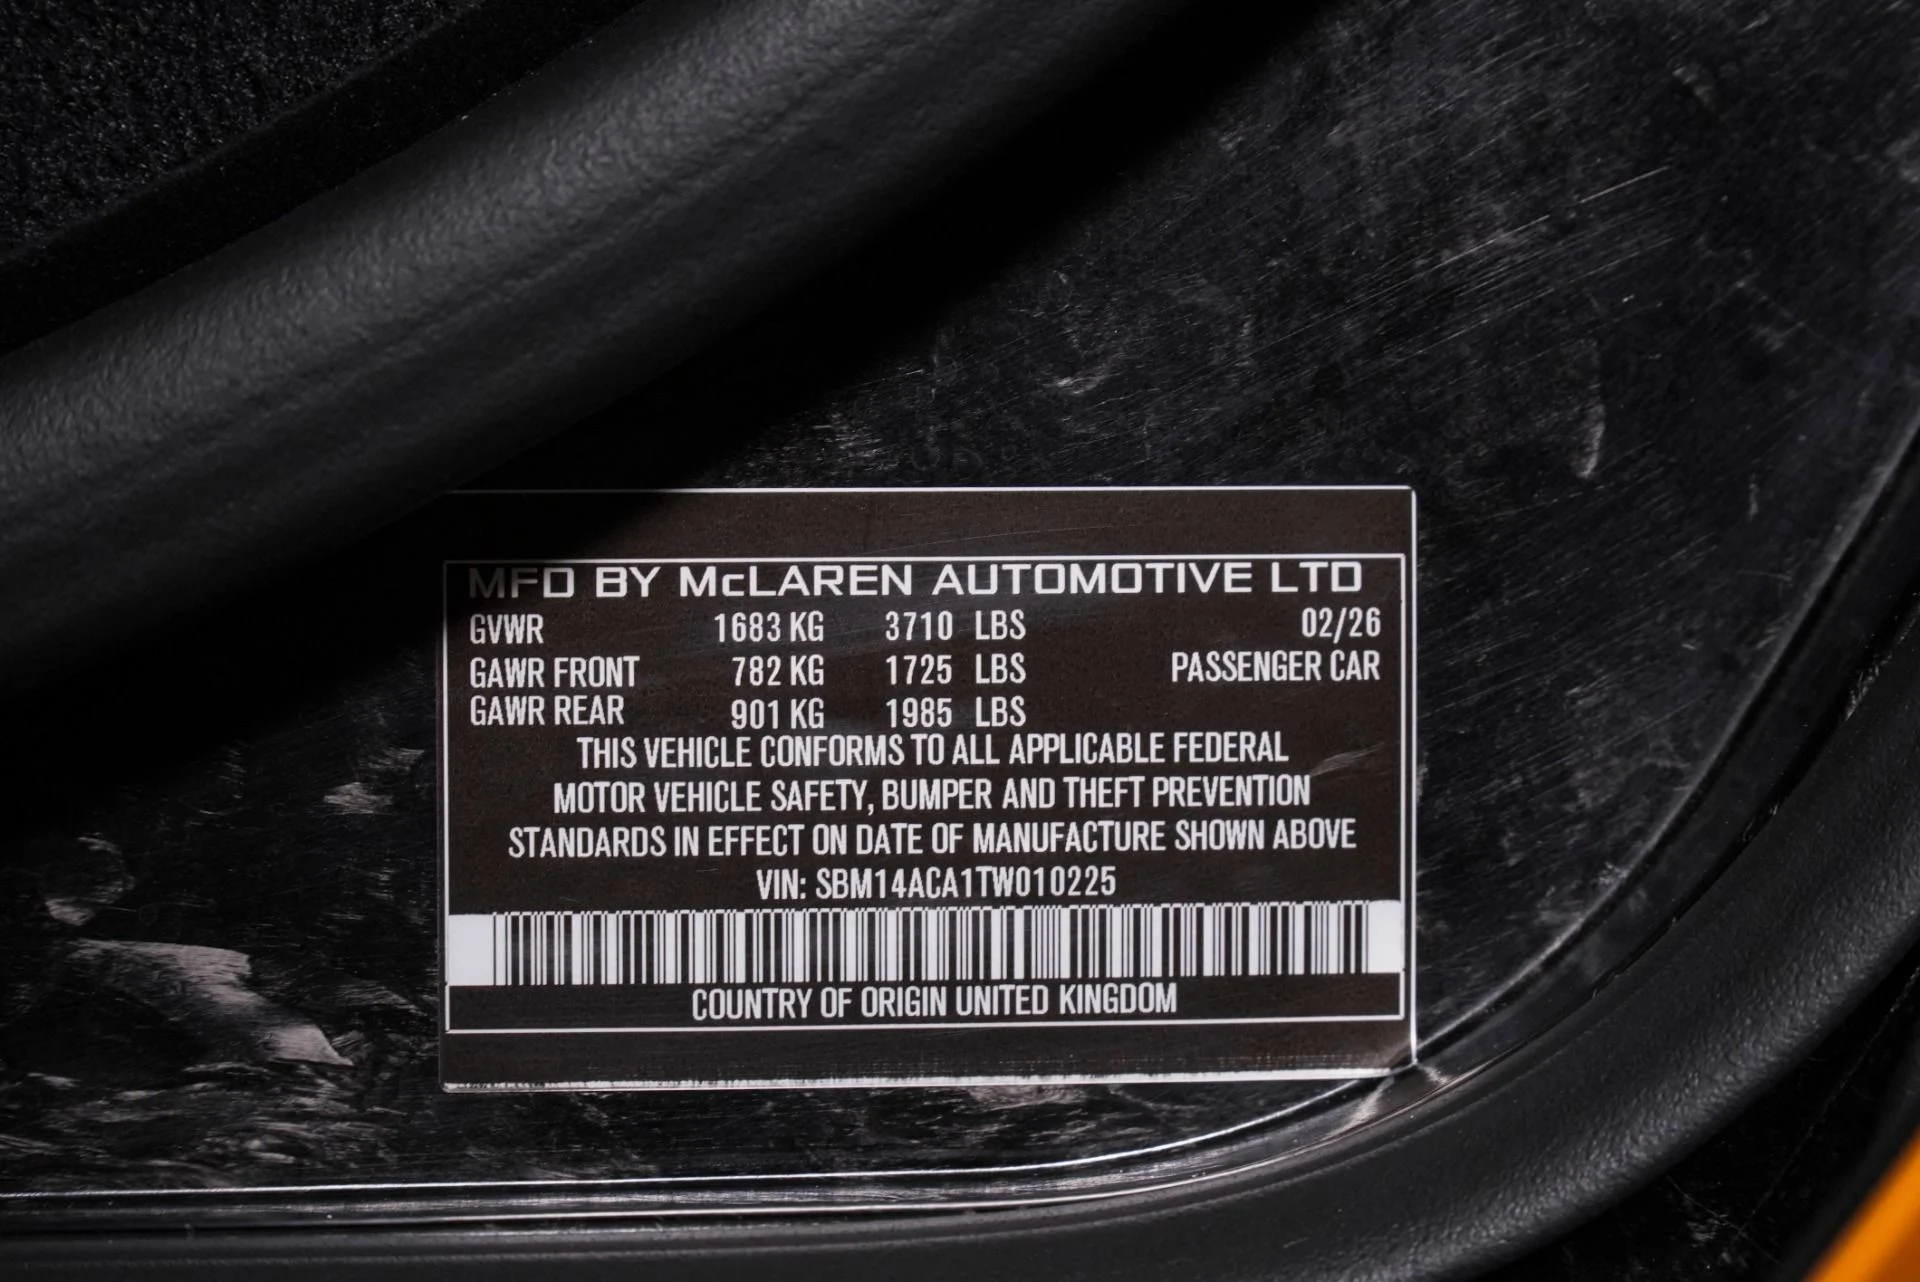 MFD BY McLAREN AUTOMOTIVE LTD
GVWR 1683 KG 3710 LBS 02/26
GAWR FRONT 782 KG 1725 LBS PASSENGER CAR
GAWR REAR 901 KG 1985 LBS
THIS VEHICLE CONFORMS TO ALL APPLICABLE FEDERAL
MOTOR VEHICLE SAFETY, BUMPER AND THEFT PREVENTION
STANDARDS IN EFFECT ON DATE OF MANUFACTURE SHOWN ABOVE
VIN: SBM14ACA1TW010225
COUNTRY OF ORIGIN UNITED KINGDOM